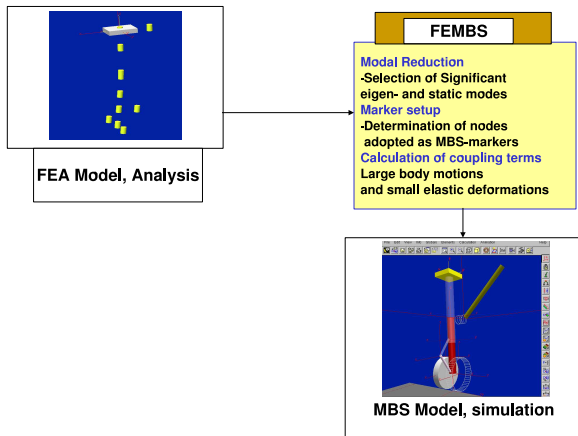 FEMBS
Modal Reduction
-Selection of Significant
eigen- and static modes
Marker setup
-Determination of nodes
adopted as MBS-markers
Calculation of coupling terms
Large body motions
and small elastic deformations
FEA Model, Analysis
Help
MBS Model, simulation